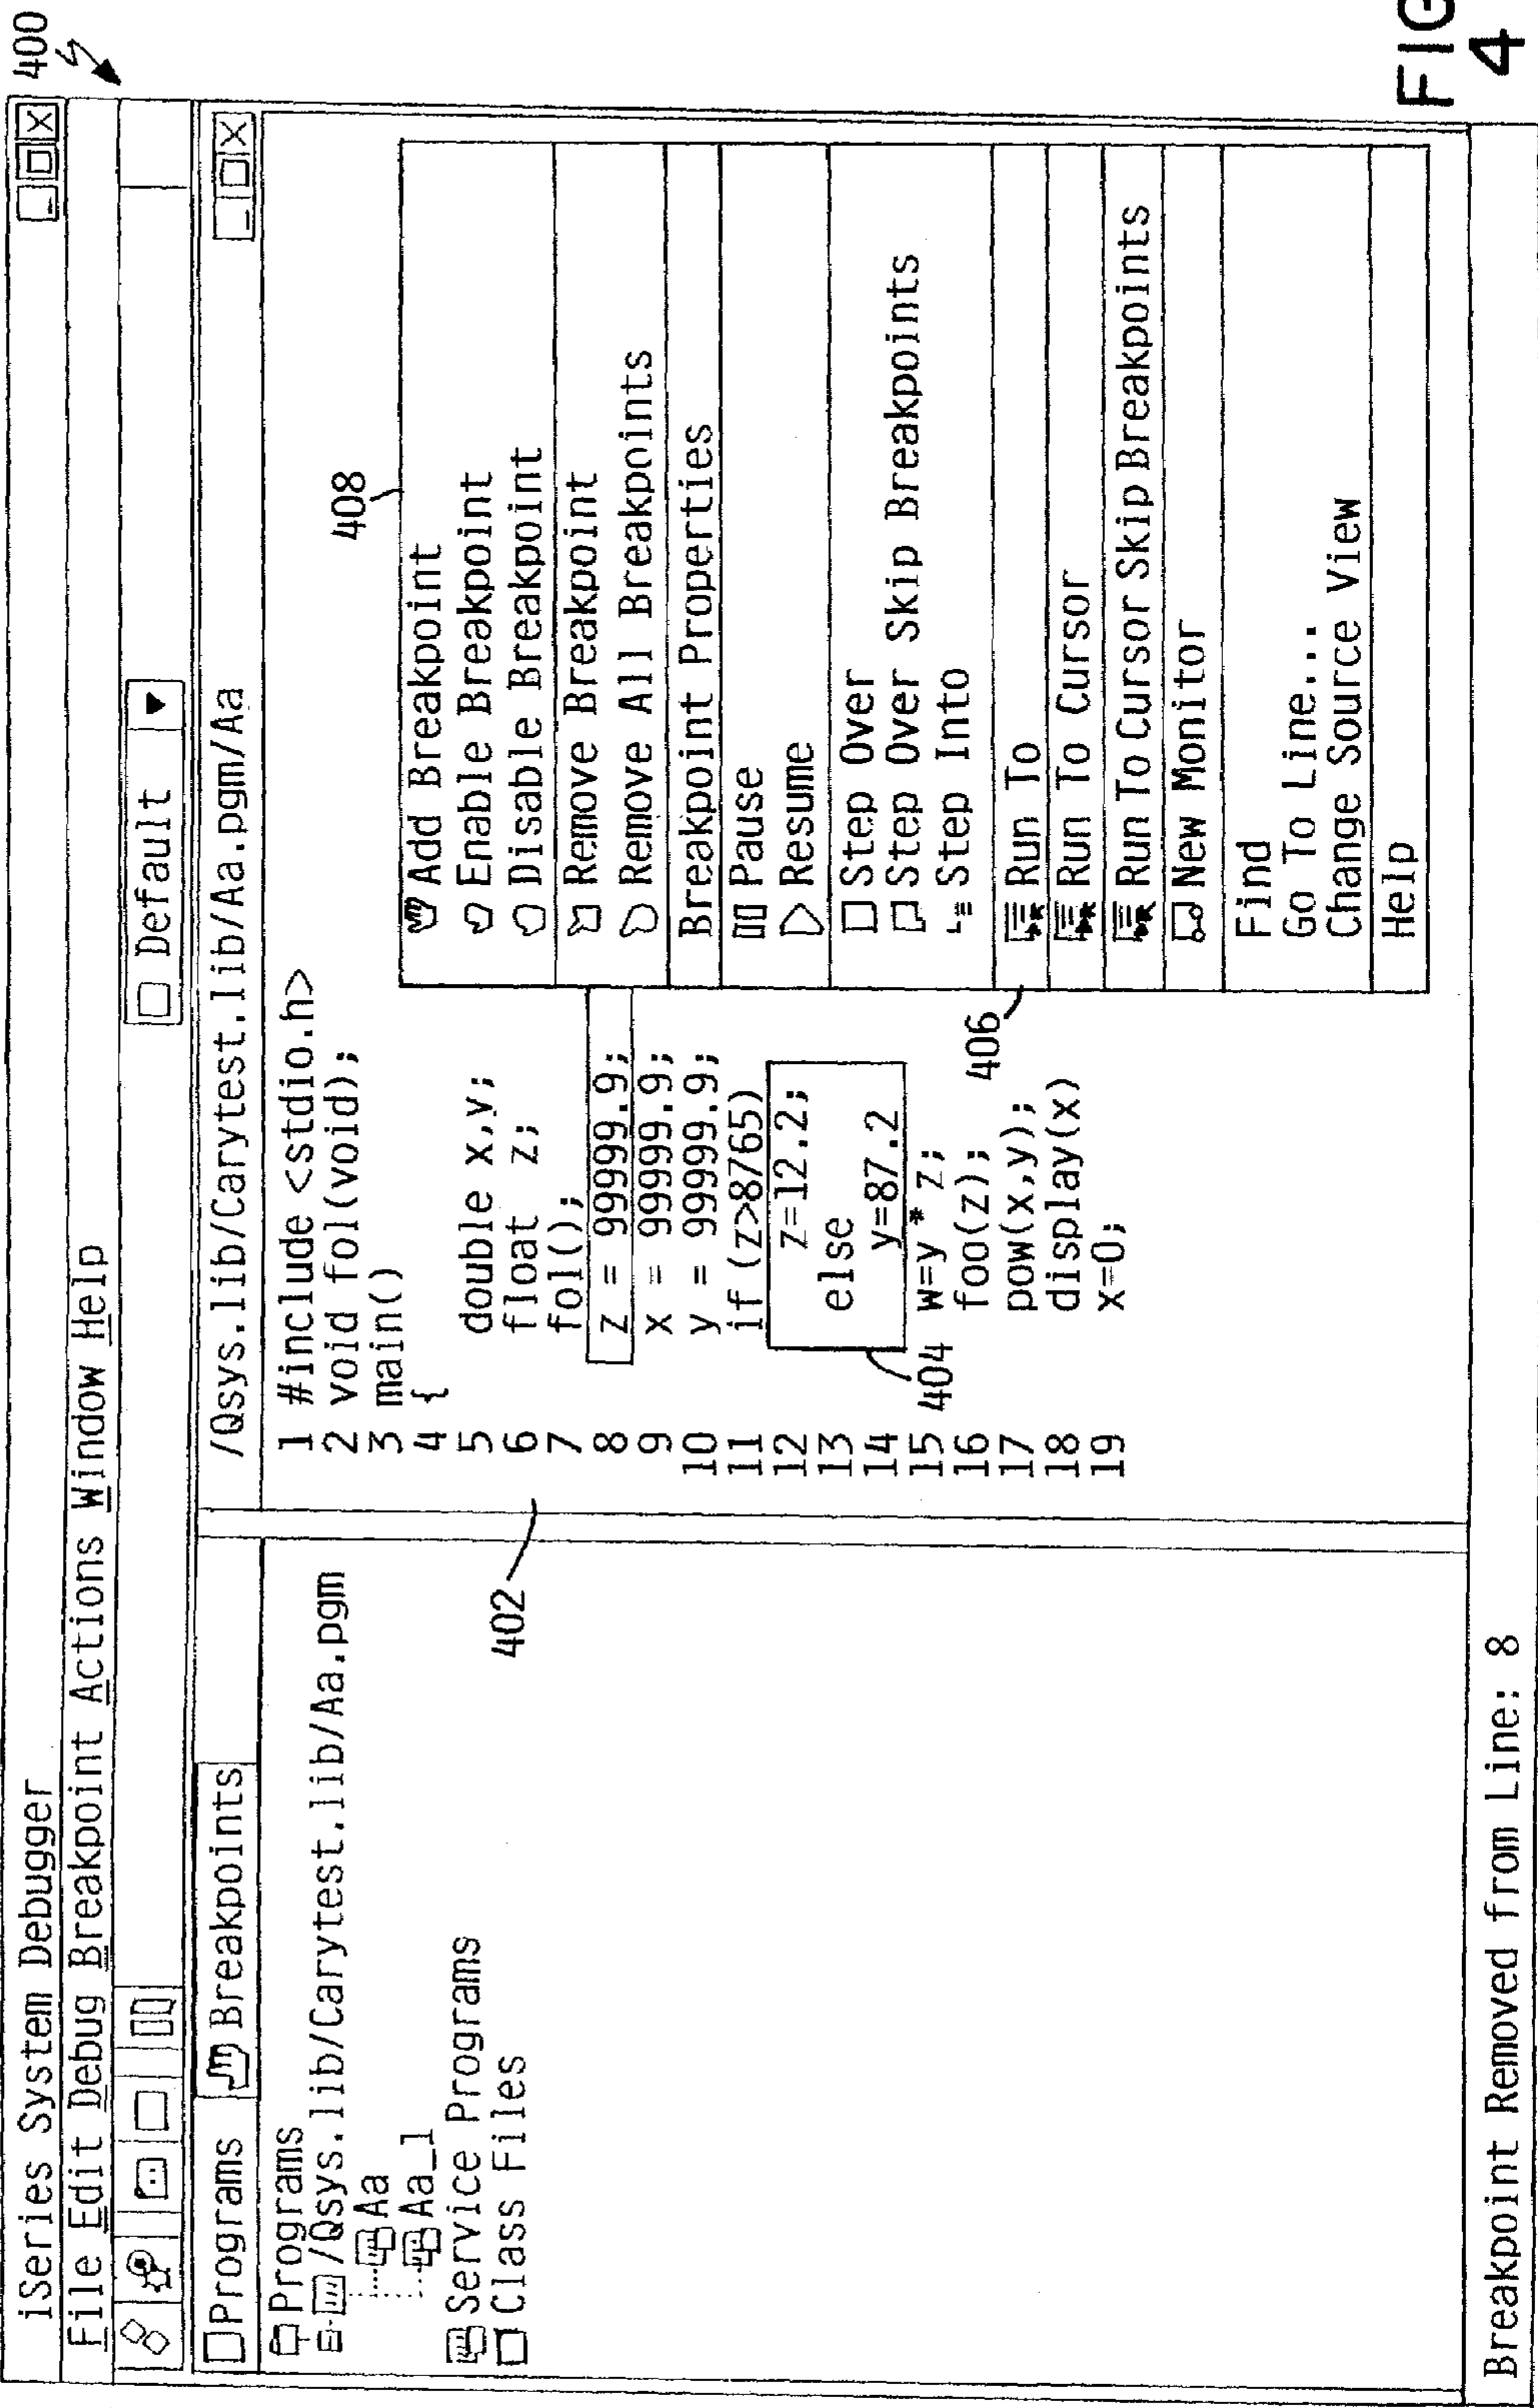 400
iSeries System Debugger
File Edit Debug Breakpoint Actions Window Help
Default
Programs
Breakpoints
Programs
/Qsys.lib/Carytest.lib/Aa.pgm
Aa
Aa_1
Service Programs
Class Files
402
/Qsys.lib/Carytest.lib/Aa.pgm/Aa
1 #include <stdio.h>
2 void fol(void);
3 main()
4 {
5 double x,y;
6 float z;
7 fol();
8 z = 99999.9;
9 x = 99999.9;
10 y = 99999.9;
11 if (z>8765)
12 z=12.2;
13 else
14 y=87.2
15 w=y* z;
16 foo(z);
17 pow(x,y);
18 display(x)
19 x=0;
404
406
408
Add Breakpoint
Enable Breakpoint
Disable Breakpoint
Remove Breakpoint
Remove All Breakpoints
Breakpoint Properties
Pause
Resume
Step Over
Step Over Skip Breakpoints
Step Into
Run To
Run To Cursor
Run To Cursor Skip Breakpoints
New Monitor
Find
Go To Line...
Change Source View
Help
Breakpoint Removed from Line: 8
FIG
4